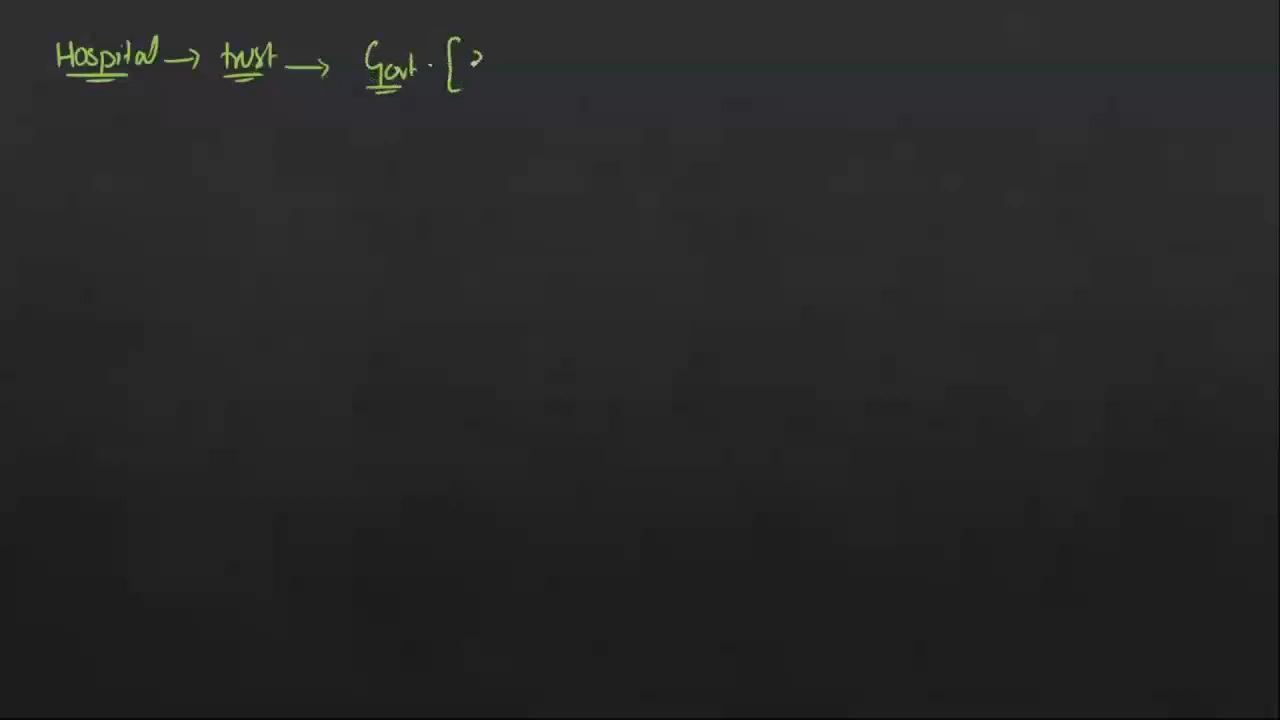 Hospital → trust → Govt. [